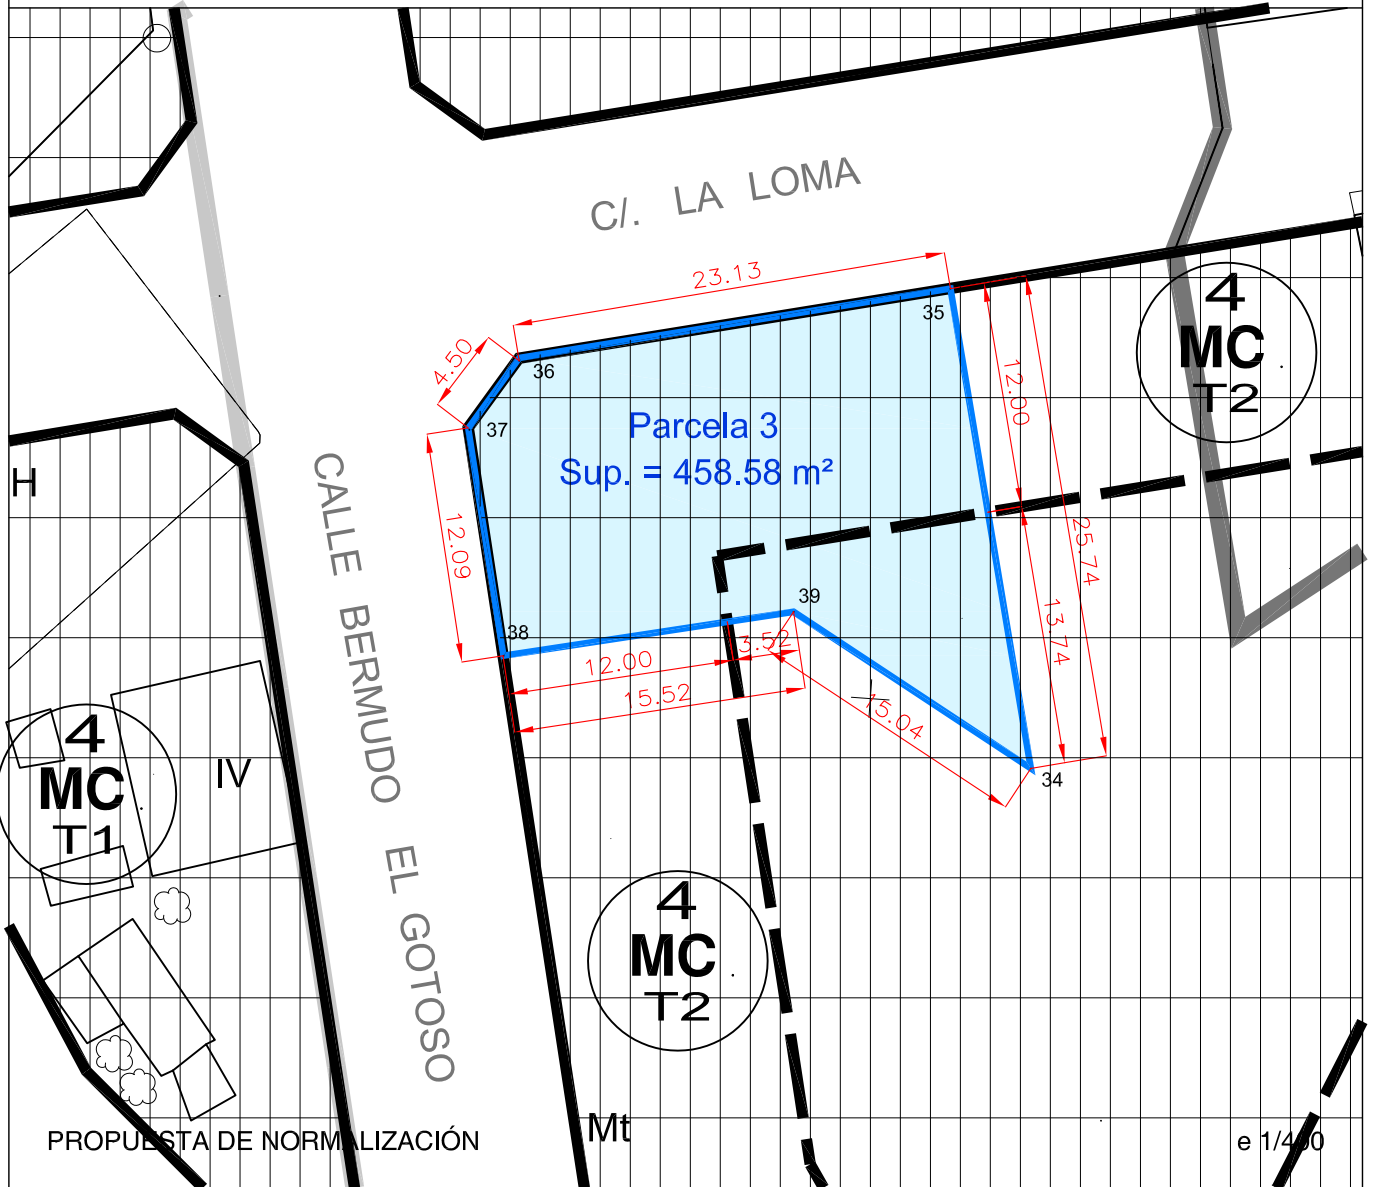 C/. LA LOMA
23.13
4
MC
T2
35
4.50
36
12.00
37
Parcela 3
Sup. = 458.58 m²
H
CALLE BERMUDO EL GOTOSO
12.09
25.74
39
13.74
38
3.52
12.00
15.52
15.04
34
4
MC
T1
IV
4
MC
T2
Mt
PROPUESTA DE NORMALIZACIÓN
e 1/400